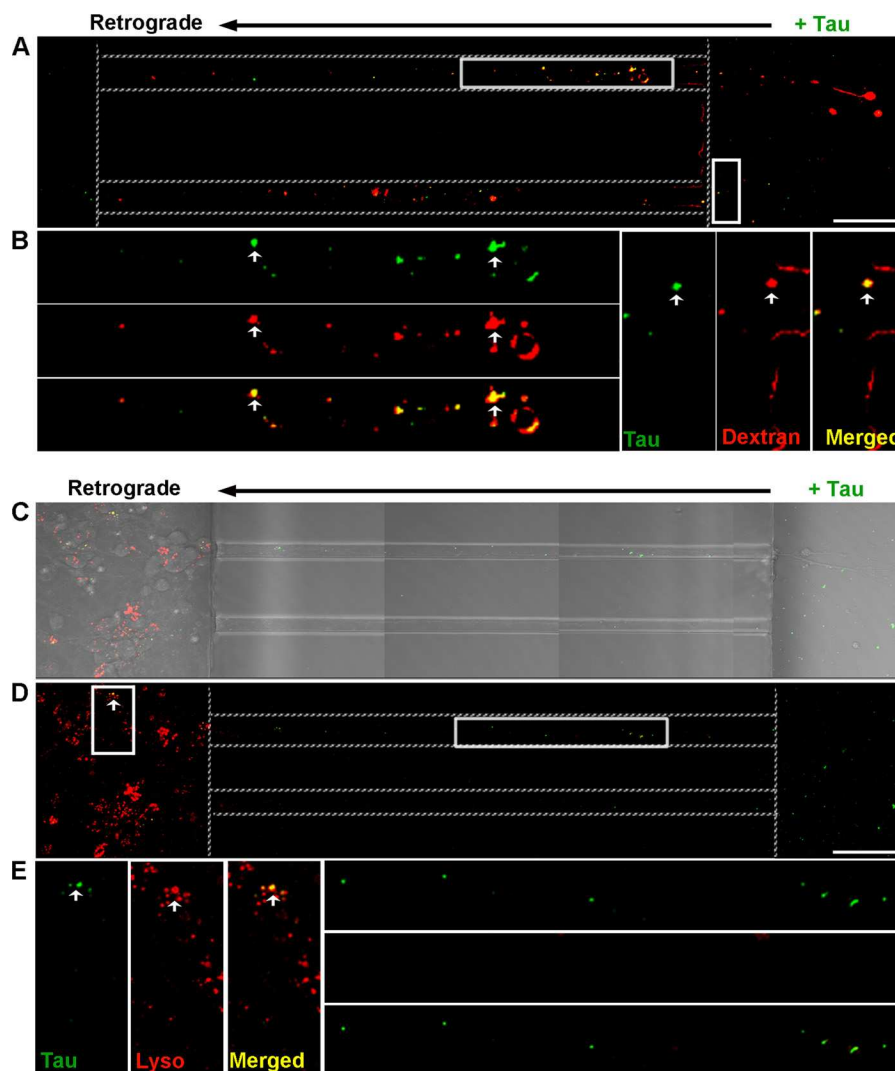 Retrograde + Tau
A
B
Tau Dextran Merged
Retrograde + Tau
C
D
E
Tau Lyso Merged